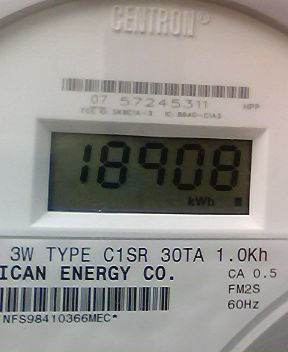 CENTRON®
07 57245311 HPP
18908
kWh
3W TYPE C1SR 30TA 1.0Kh
ICAN ENERGY CO. CA 0.5
FM2S
60Hz
NFS98410366MEC*